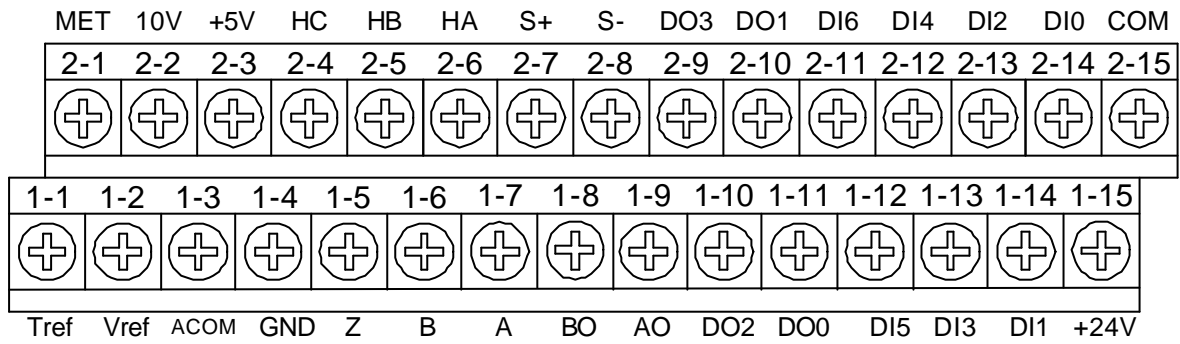 MET 10V +5V HC HB HA S+ S- DO3 DO1 DI6 DI4 DI2 DI0 COM
2-1 2-2 2-3 2-4 2-5 2-6 2-7 2-8 2-9 2-10 2-11 2-12 2-13 2-14 2-15
1-1 1-2 1-3 1-4 1-5 1-6 1-7 1-8 1-9 1-10 1-11 1-12 1-13 1-14 1-15
Tref Vref ACOM GND Z B A BO AO DO2 DO0 DI5 DI3 DI1 +24V